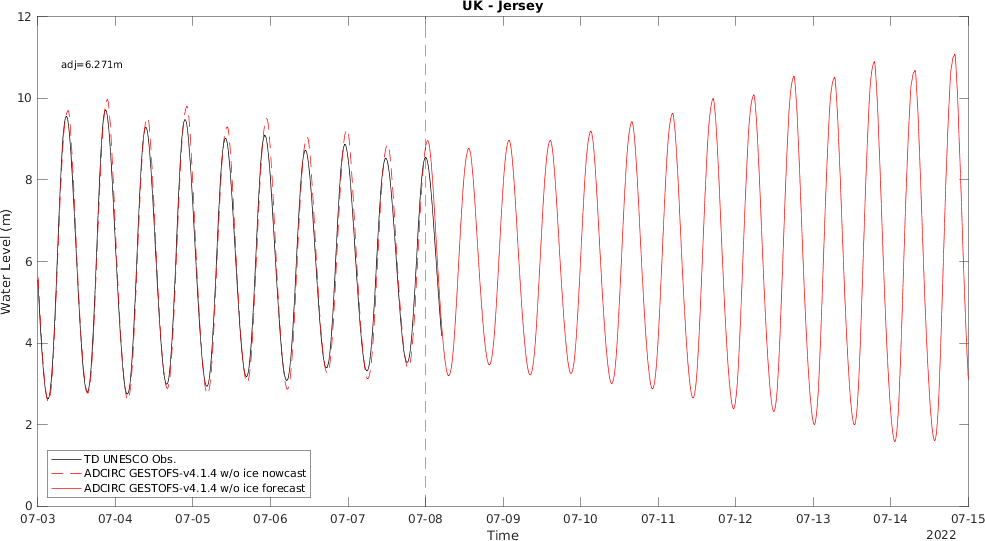 UK - Jersey
adj=6.271m
Water Level (m)
12
10
8
6
4
2
0
TD UNESCO Obs.
ADCIRC GESTOFS-v4.1.4 w/o ice nowcast
ADCIRC GESTOFS-v4.1.4 w/o ice forecast
07-03 07-04 07-05 07-06 07-07 07-08 07-09 07-10 07-11 07-12 07-13 07-14 07-15
Time
2022